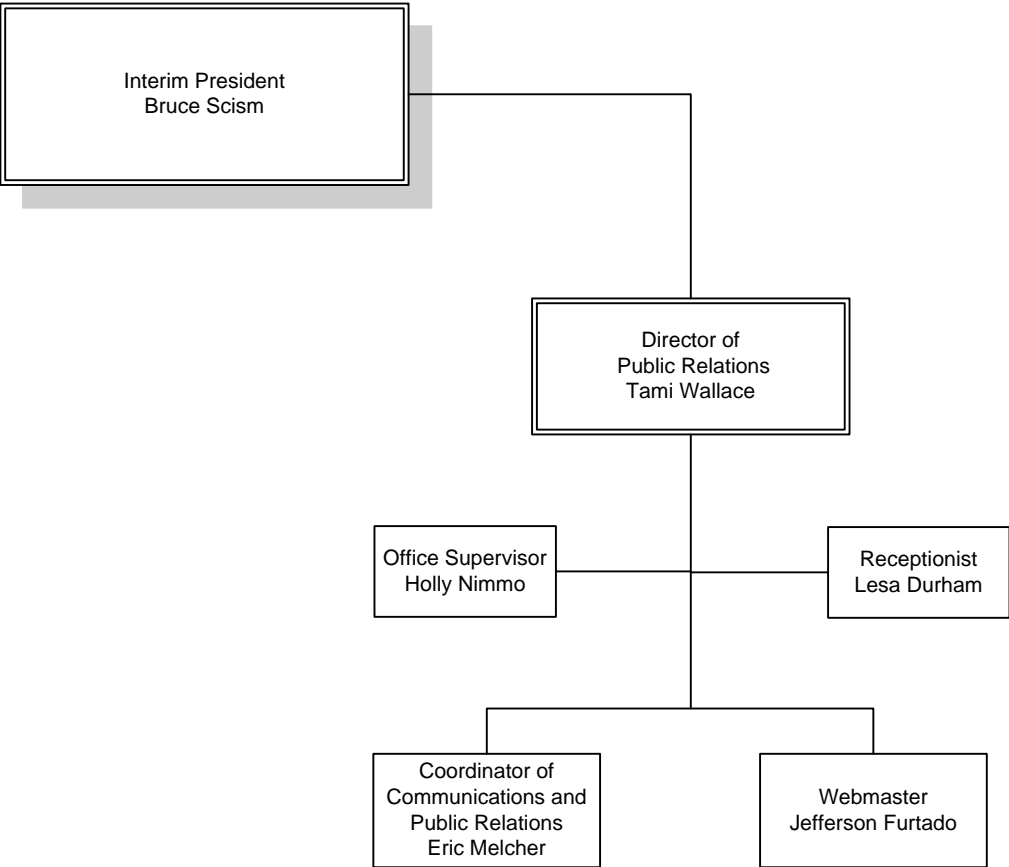 Interim President
Bruce Scism
Director of
Public Relations
Tami Wallace
Office Supervisor
Holly Nimmo
Receptionist
Lesa Durham
Coordinator of
Communications and
Public Relations
Eric Melcher
Webmaster
Jefferson Furtado